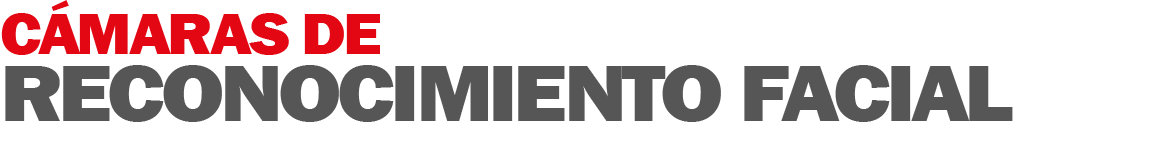 CÁMARAS DE
RECONOCIMIENTO FACIAL